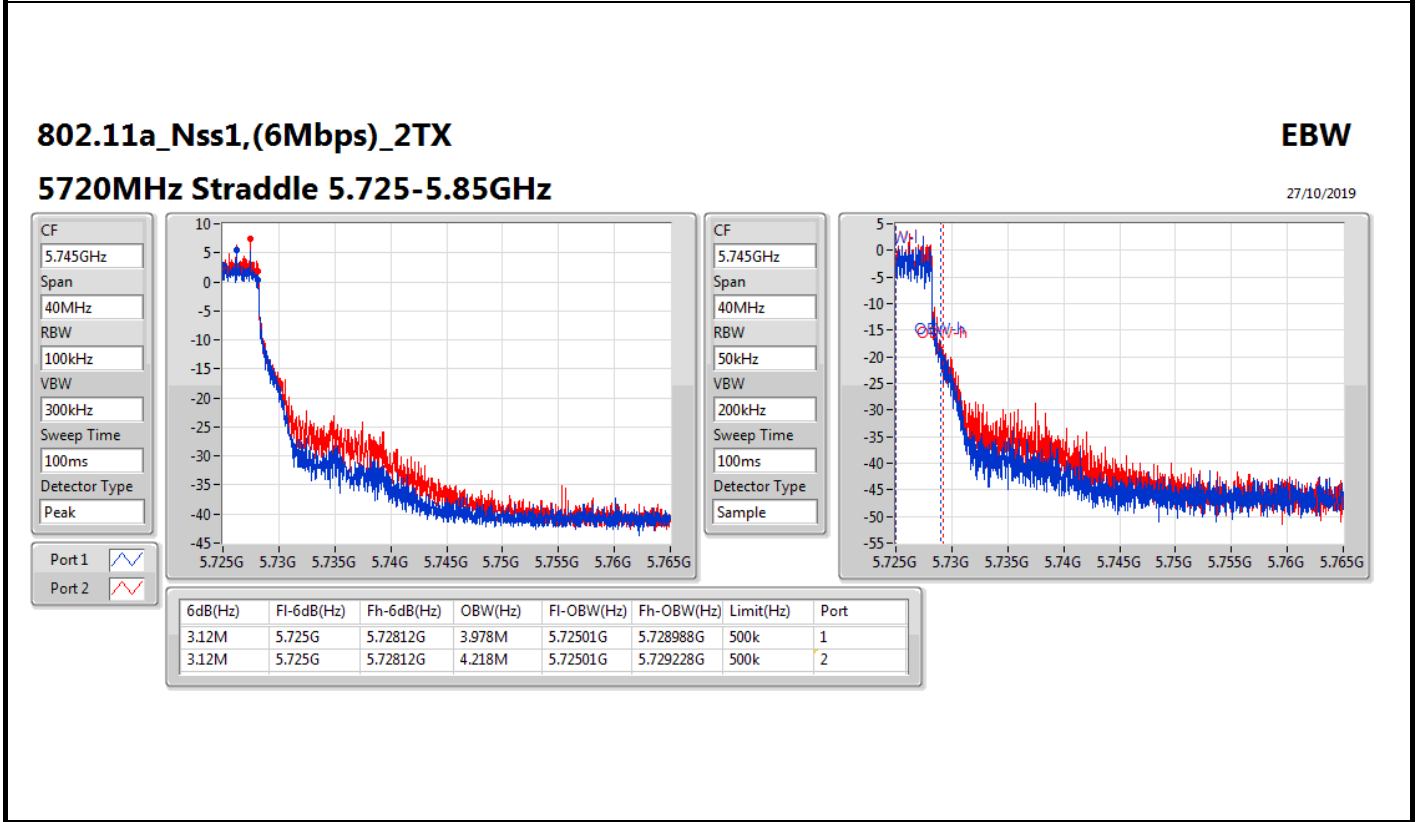 802.11a_Nss1,(6Mbps)_2TX
EBW
5720MHz Straddle 5.725-5.85GHz
27/10/2019
CF
5.745GHz
Span
40MHz
RBW
100kHz
VBW
300kHz
Sweep Time
100ms
Detector Type
Peak
Port 1
Port 2
10
5
0
-5
-10
-15
-20
-25
-30
-35
-40
-45
5.725G 5.73G 5.735G 5.74G 5.745G 5.75G 5.755G 5.76G 5.765G
CF
5.745GHz
Span
40MHz
RBW
50kHz
VBW
200kHz
Sweep Time
100ms
Detector Type
Sample
5
0
-5
-10
-15
-20
-25
-30
-35
-40
-45
-50
-55
OBW-h
5.725G 5.73G 5.735G 5.74G 5.745G 5.75G 5.755G 5.76G 5.765G
6dB(Hz) Fl-6dB(Hz) Fh-6dB(Hz) OBW(Hz) Fl-OBW(Hz) Fh-OBW(Hz) Limit(Hz) Port
3.12M 5.725G 5.72812G 3.978M 5.72501G 5.728988G 500k 1
3.12M 5.725G 5.72812G 4.218M 5.72501G 5.729228G 500k 2